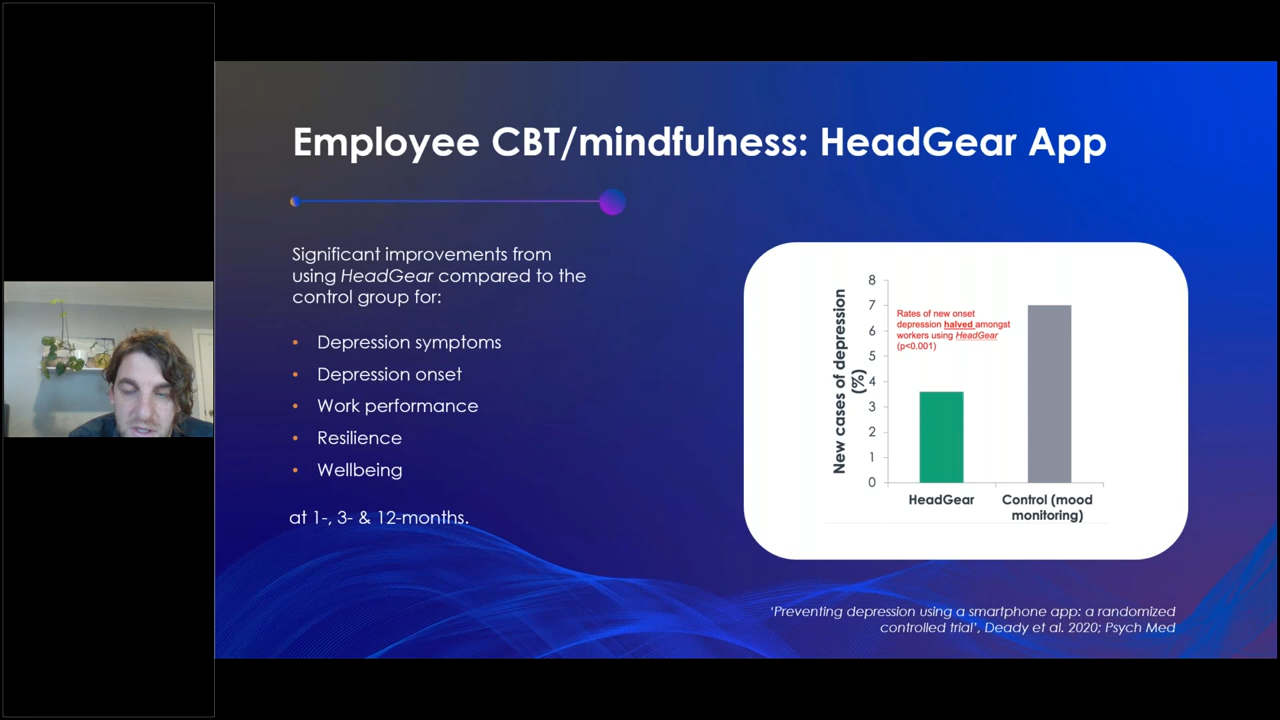 Employee CBT/mindfulness: HeadGear App
Significant improvements from
using HeadGear compared to the
control group for:
• Depression symptoms
• Depression onset
• Work performance
• Resilience
• Wellbeing
at 1-, 3- & 12-months.
New cases of depression
(%)
8
7
6
5
4
3
2
1
0
Rates of new onset
depression halved amongst
workers using HeadGear
(p<0.001)
HeadGear
Control (mood
monitoring)
'Preventing depression using a smartphone app: a randomized
controlled trial', Deady et al. 2020; Psych Med